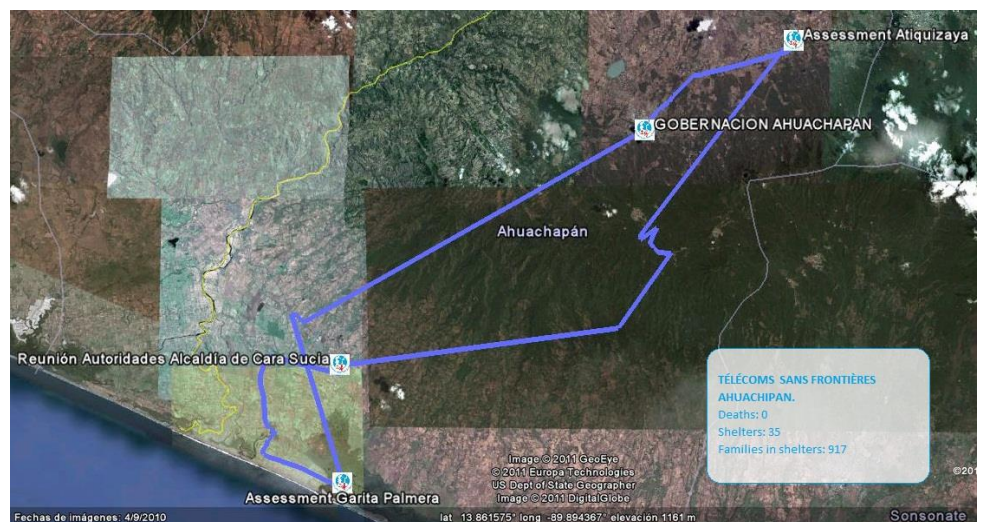 Assessment Atiquizaya
GOBERNACION AHUACHAPAN
Ahuachapán
Reunión Autoridades Alcaldía de Cara Sucia
TÉLÉCOMS SANS FRONTIÈRES
AHUACHIPAN.
Deaths: 0
Shelters: 35
Families in shelters: 917
Image © 2011 GeoEye
© 2011 Europa Technologies
US Dept of State Geographer
Image © 2011 DigitalGlobe
©201
Assessment Garita Palmera
Fechas de imágenes: 4/9/2010
lat 13.861575° long -89.894367° elevación 1161 m
Sonsonate